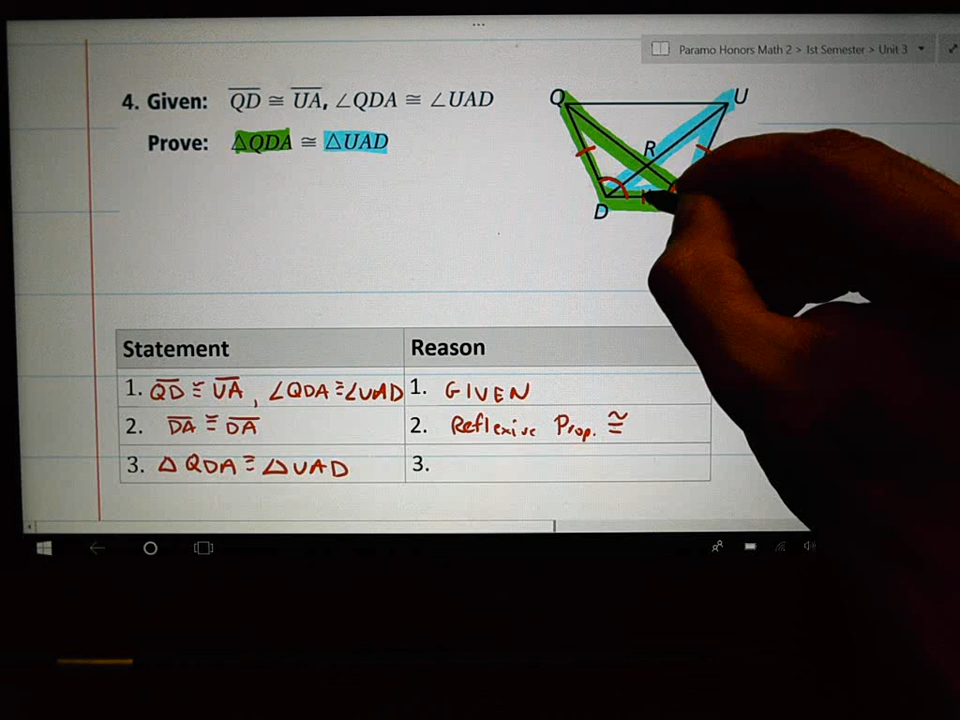 ...
Paramo Honors Math 2 > 1st Semester > Unit 3
4. Given: QD ≅ UA, ∠QDA ≅ ∠UAD
Prove: △QDA ≅ △UAD
Q U
R
D
Statement Reason
1. QD ≅ UA, ∠QDA ≅ ∠UAD 1. GIVEN
2. DA ≅ DA 2. Reflexive Prop. ≅
3. △QDA ≅ △UAD 3.